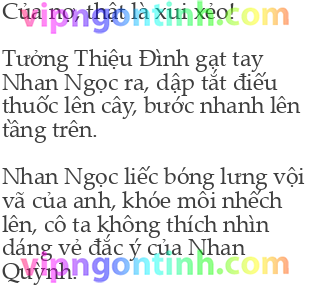 Của nợ, thật là xui xẻo!
vipngontinh.com
Tưởng Thiệu Đình gạt tay
Nhan Ngọc ra, dập tắt điếu
thuốc lên cây, bước nhanh lên
tầng trên.
Nhan Ngọc liếc bóng lưng vội
vã của anh, khóe môi nhếch
lên, cô ta không thích nhìn
dáng vẻ đắc ý của Nhan
Quỳnh.
vipngontinh.com